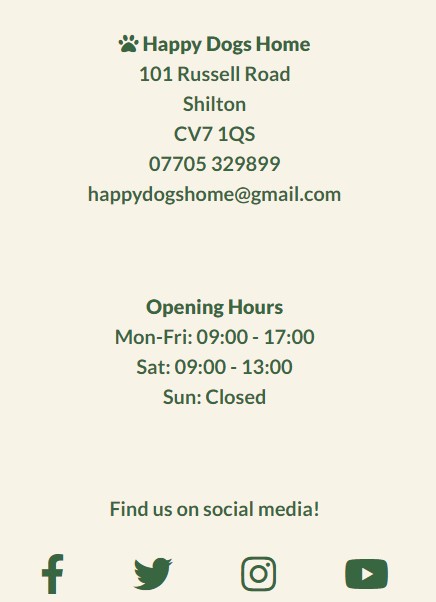 Happy Dogs Home
101 Russell Road
Shilton
CV7 1QS
07705 329899
happydogshome@gmail.com
Opening Hours
Mon-Fri: 09:00 - 17:00
Sat: 09:00 - 13:00
Sun: Closed
Find us on social media!